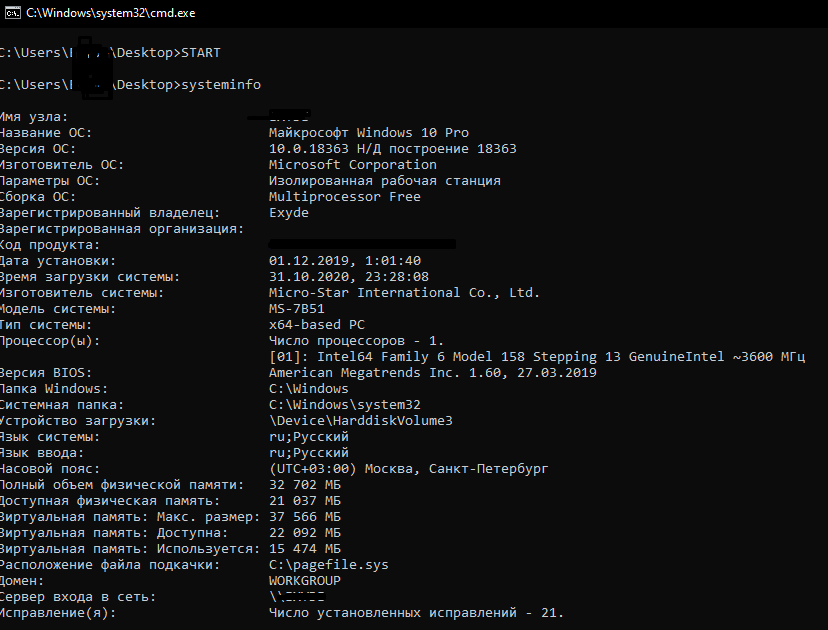 C:\Windows\system32\cmd.exe
C:\Users\ \Desktop>START
C:\Users\ \Desktop>systeminfo
Имя узла:
Название ОС: Майкрософт Windows 10 Pro
Версия ОС: 10.0.18363 Н/Д построение 18363
Изготовитель ОС: Microsoft Corporation
Параметры ОС: Изолированная рабочая станция
Сборка ОС: Multiprocessor Free
Зарегистрированный владелец: Exyde
Зарегистрированная организация:
Код продукта:
Дата установки: 01.12.2019, 1:01:40
Время загрузки системы: 31.10.2020, 23:28:08
Изготовитель системы: Micro-Star International Co., Ltd.
Модель системы: MS-7B51
Тип системы: x64-based PC
Процессор(ы): Число процессоров - 1.
[01]: Intel64 Family 6 Model 158 Stepping 13 GenuineIntel ~3600 МГц
Версия BIOS: American Megatrends Inc. 1.60, 27.03.2019
Папка Windows: C:\Windows
Системная папка: C:\Windows\system32
Устройство загрузки: \Device\HarddiskVolume3
Язык системы: ru;Русский
Язык ввода: ru;Русский
Часовой пояс: (UTC+03:00) Москва, Санкт-Петербург
Полный объем физической памяти: 32 702 МБ
Доступная физическая память: 21 037 МБ
Виртуальная память: Макс. размер: 37 566 МБ
Виртуальная память: Доступна: 22 092 МБ
Виртуальная память: Используется: 15 474 МБ
Расположение файла подкачки: C:\pagefile.sys
Домен: WORKGROUP
Сервер входа в сеть:
Исправление(я): Число установленных исправлений - 21.